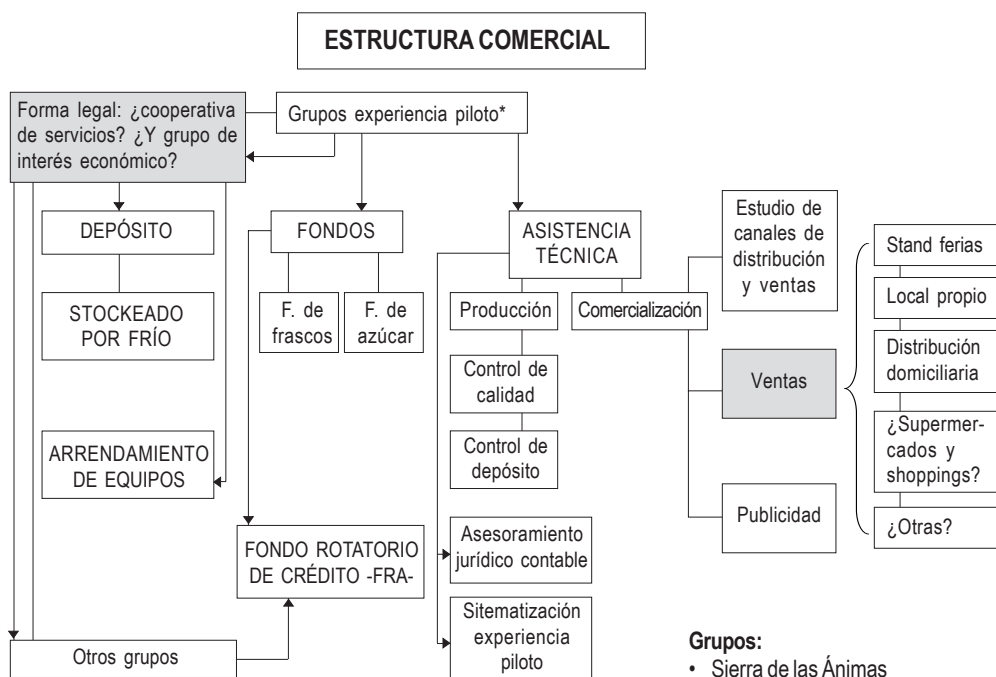 ESTRUCTURA COMERCIAL
Forma legal: ¿cooperativa
de servicios? ¿Y grupo de
interés económico?
Grupos experiencia piloto*
DEPÓSITO
STOCKEADO
POR FRÍO
ARRENDAMIENTO
DE EQUIPOS
Otros grupos
FONDOS
F. de
frascos
F. de
azúcar
FONDO ROTATORIO
DE CRÉDITO -FRA-
ASISTENCIA
TÉCNICA
Producción
Control de
calidad
Control de
depósito
Asesoramiento
jurídico contable
Sitematización
experiencia
piloto
Comercialización
Estudio de
canales de
distribución
y ventas
Ventas
Publicidad
Stand ferias
Local propio
Distribución
domiciliaria
¿Supermer-
cados y
shoppings?
¿Otras?
Grupos:
• Sierra de las Ánimas